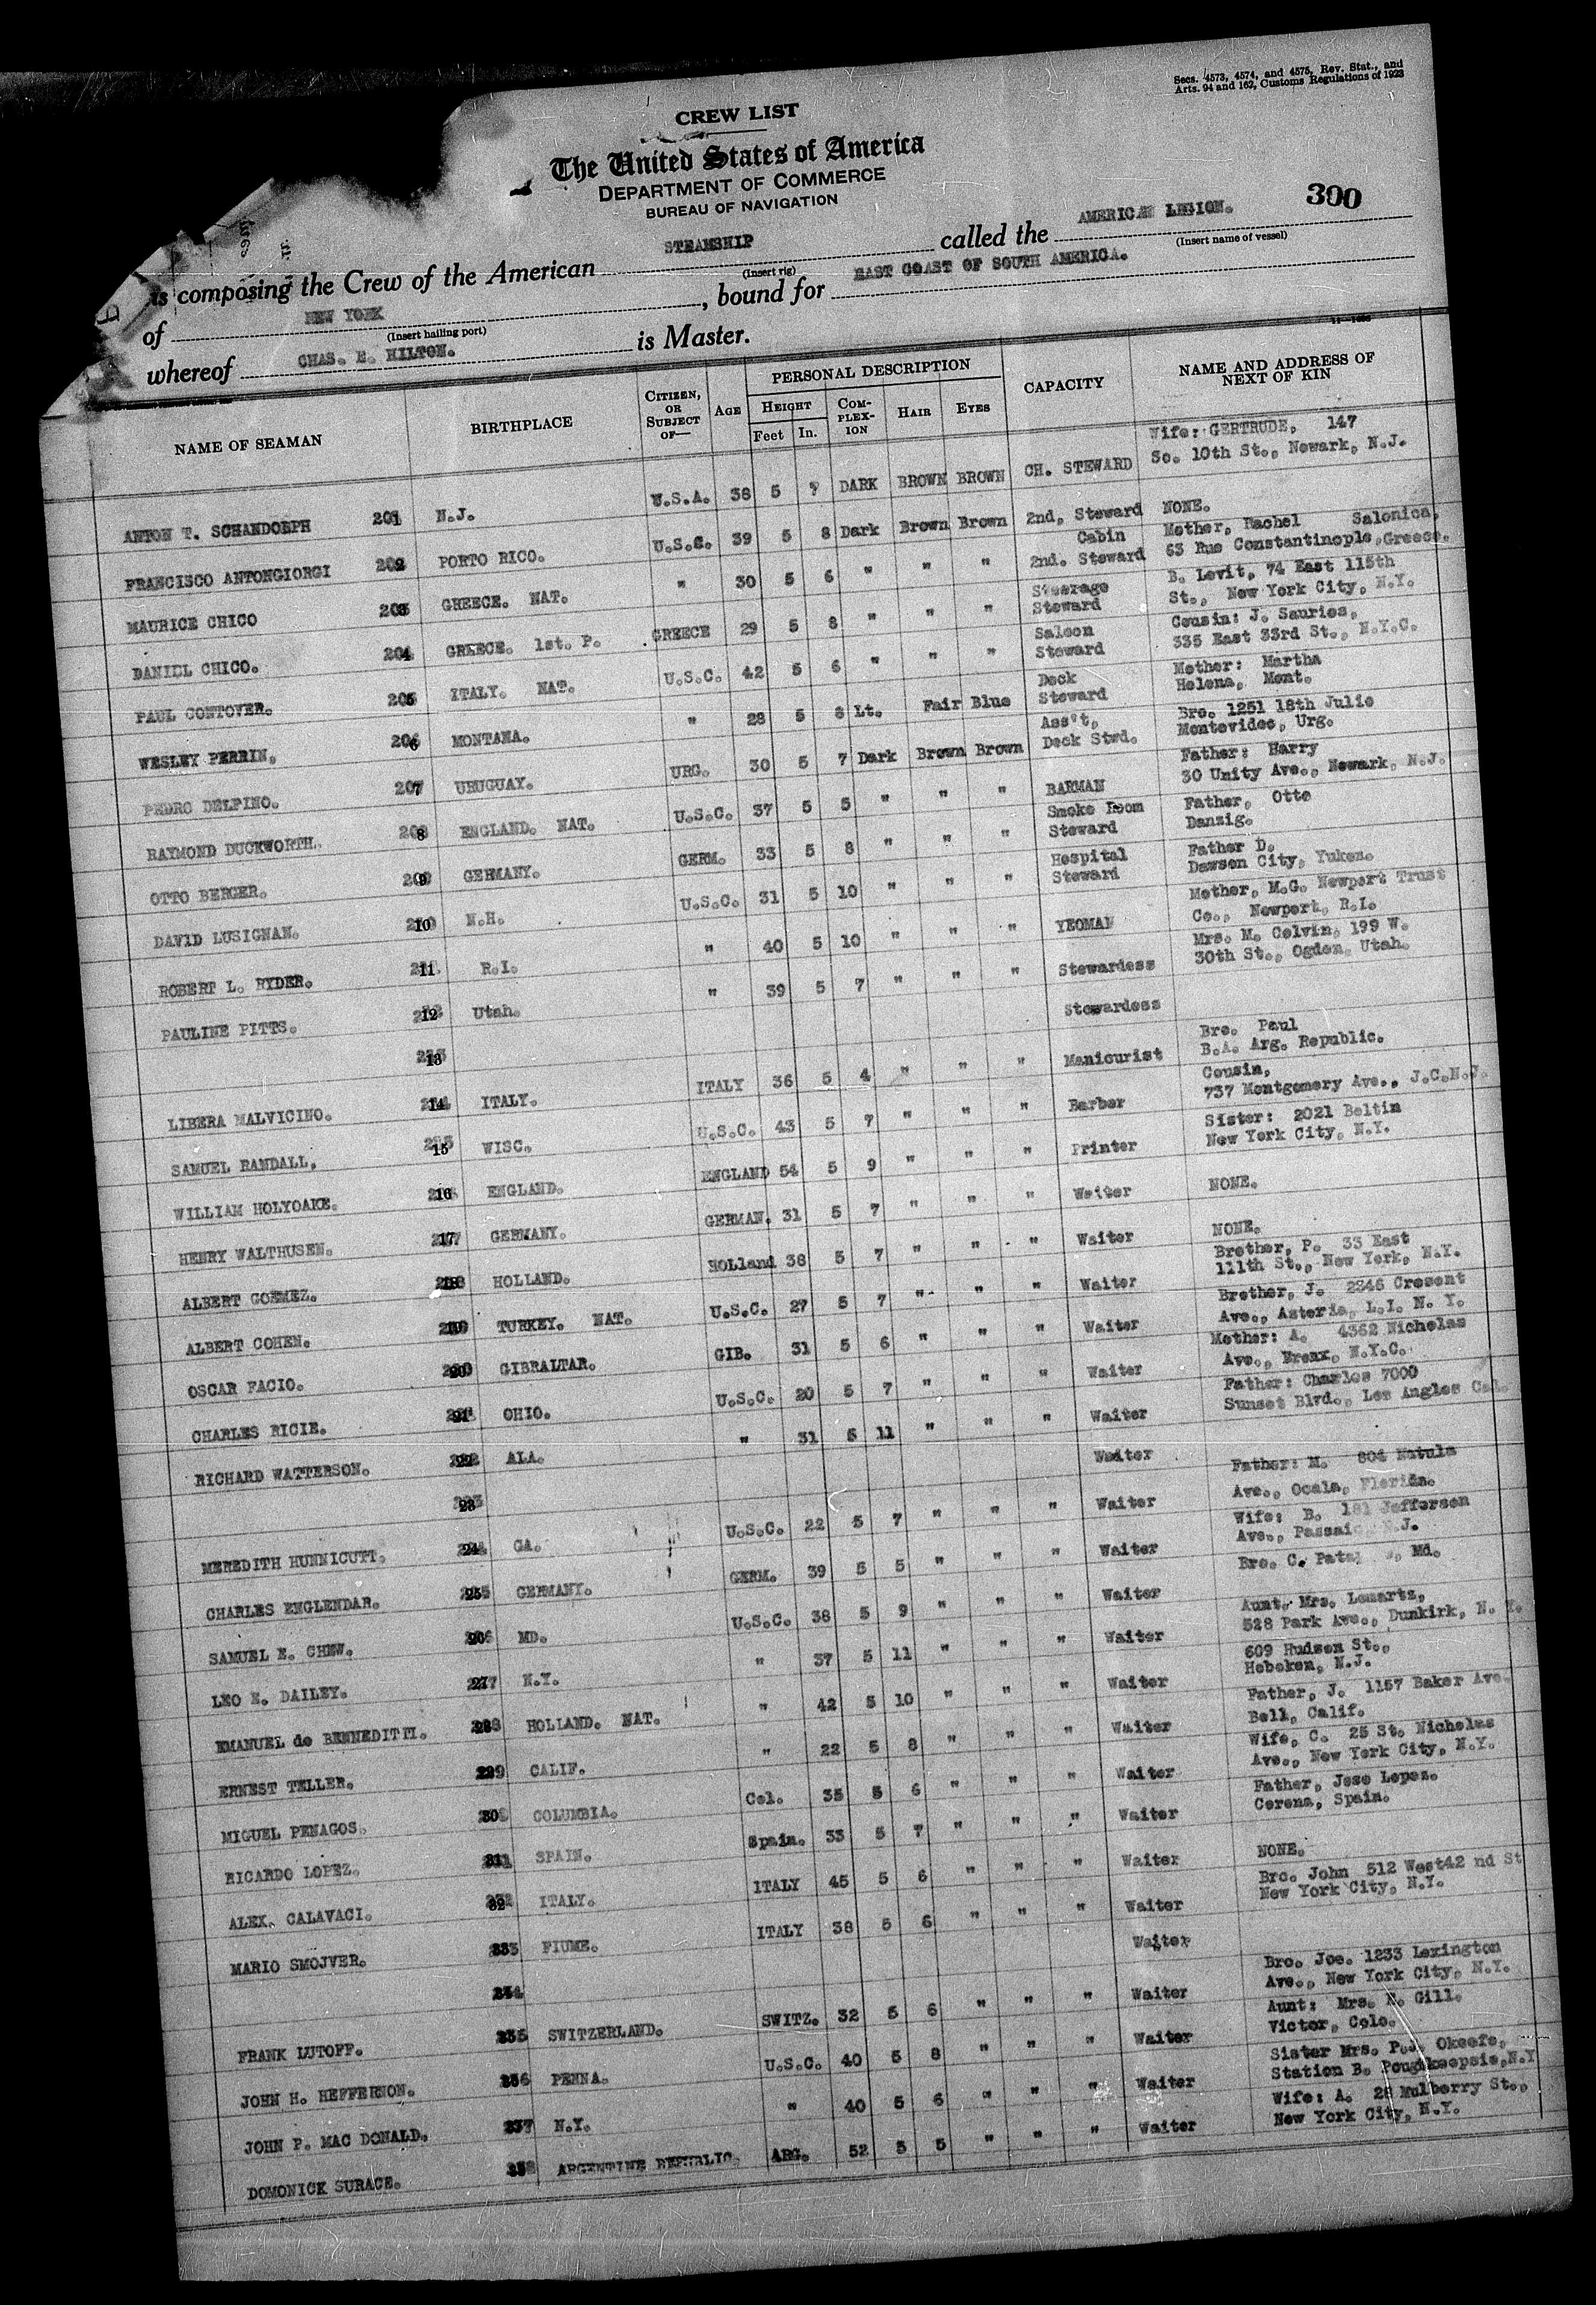 Secs. 4573, 4574, and 4575, Rev. Stat., and
Arts. 94 and 162, Customs Regulations of 1923
CREW LIST
The United States of America
DEPARTMENT OF COMMERCE
BUREAU OF NAVIGATION
390
is composing the Crew of the American STEAMSHIP called the AMERICAN LEGION.
(Insert rig) (Insert name of vessel)
of NEW YORK, bound for EAST COAST OF SOUTH AMERICA.
(Insert hailing port)
whereof CHAS. E. HILTON. is Master.
NAME OF SEAMAN BIRTHPLACE CITIZEN, OR SUBJECT OF— AGE PERSONAL DESCRIPTION CAPACITY NAME AND ADDRESS OF NEXT OF KIN
HEIGHT COMPLEXION HAIR EYES
Feet In.
ANTON T. SCHANDORPH 201 N.J. U.S.A. 38 5 7 DARK BROWN BROWN CH. STEWARD Wife: GERTRUDE, 147
So. 10th St., Newark, N.J.
FRANCISCO ANTONGIORGI 202 PORTO RICO. U.S.C. 39 5 8 Dark Brown Brown 2nd, Steward NONE.
MAURICE CHICO 203 GREECE. NAT. " 30 5 6 " " " Cabin
2nd. Steward Mother, Rachel Salonica,
63 Rue Constantinople, Greece.
DANIEL CHICO. 204 GREECE. 1st. P. GREECE 29 5 8 " " " Steerage
Steward B. Levit, 74 East 115th
St., New York City, N.Y.
PAUL CONTOVER. 205 ITALY. NAT. U.S.C. 42 5 6 " " " Saloon
Steward Cousin: J. Sauries,
335 East 33rd St., N.Y.C.
WESLEY PERRIN. 206 MONTANA. " 28 5 8 Lt. Fair Blue Deck
Steward Mother: Martha
Helena, Mont.
PEDRO DELPINO. 207 URUGUAY. URG. 30 5 7 Dark Brown Brown Ass't,
Deck Stwd. Bro. 1251 18th Julio
Montevideo, Urg.
RAYMOND DUCKWORTH. 208 ENGLAND. NAT. U.S.C. 37 5 5 " " " BARMAN Father: Harry
30 Unity Ave., Newark, N.J.
OTTO BERGER. 209 GERMANY. GERM. 33 5 8 " " " Smoke Room
Steward Father, Otto
Danzig.
DAVID LUSIGNAN. 210 N.H. U.S.C. 31 5 10 " " " Hospital
Steward Father D.
Dawson City, Yukon.
ROBERT L. RYDER. 211. R.I. " 40 5 10 " " " YEOMAN Mother, M.G. Newport Trust
Co., Newport, R.I.
PAULINE PITTS. 212 Utah. " 39 5 7 " " " Stewardess Mrs. M. Colvin, 199 W.
30th St., Ogden, Utah.
213 Stewardess
LIBERA MALVICINO. 214 ITALY. ITALY 36 5 4 " " " Manicurist Bro. Paul
B.A. Arg. Republic.
SAMUEL RANDALL. 215 WISC. U.S.C. 43 5 7 " " " Barber Cousin,
737 Montgomery Ave., J.C.N.J.
WILLIAM HOLYOAKE. 216 ENGLAND. ENGLAND 54 5 9 " " " Printer Sister: 2021 Beltin
New York City, N.Y.
HENRY WALTHUSEN. 217 GERMANY. GERMAN. 31 5 7 " " " Waiter NONE.
ALBERT GOEMEZ. 218 HOLLAND. HOLland 38 5 7 " " " Waiter NONE.
ALBERT COHEN. 219 TURKEY. NAT. U.S.C. 27 5 7 " " " Waiter Brother, P. 33 East
111th St., New York, N.Y.
OSCAR FACIO. 220 GIBRALTAR. GIB. 31 5 6 " " " Waiter Brother, J. 2346 Cresent
Ave., Astoria, L.I. N. Y.
CHARLES RICIE. 221 OHIO. U.S.C. 20 5 7 " " " Waiter Mother: A. 4362 Nicholas
Ave., Bronx, N.Y.C.
RICHARD WATTERSON. 222 ALA. " 31 5 11 " " " Waiter Father: Charles 7000
Sunset Blvd., Los Angles Cal.
223 Waiter
MEREDITH HUNNICUTT. 224 GA. U.S.C. 22 5 7 " " " Waiter Father: M. 804
Ave., Ocala, Florida.
CHARLES ENGLENDAR. 225 GERMANY. GERM. 39 5 5 " " " Waiter Wife: B. 181 Jefferson
Ave., Passaic N.J.
SAMUEL E. CHEW. 226 MD. U.S.C. 38 5 9 " " " Waiter Bro. C. Md.
LEO E. DAILEY. 227 N.Y. " 37 5 11 " " " Waiter Aunt. Mrs. Lemartz,
528 Park Ave., Dunkirk, N. Y.
EMANUEL de BENNEDITTI. 228 HOLLAND. NAT. " 42 5 10 " " " Waiter 609 Hudson St.,
Hoboken, N.J.
ERNEST TELLER. 229 CALIF. " 22 5 8 " " " Waiter Father, J. 1157 Baker Ave.
Bell, Calif.
MIGUEL PENAGOS. 230 COLUMBIA. Col. 35 5 6 " " " Waiter Wife, C. 25 St. Nicholas
Ave., New York City, N.Y.
RICARDO LOPEZ. 231 SPAIN. Spain. 33 5 7 " " " Waiter Father, Jose Lopez.
Corona, Spain.
ALEX. CALAVACI. 232 ITALY. ITALY 45 5 6 " " " Waiter NONE.
MARIO SMOJVER. 233 FIUME. ITALY 38 5 6 " " " Waiter Bro. John 512 West42 nd St
New York City, N.Y.
234 Waiter
FRANK LUTOFF. 235 SWITZERLAND. SWITZ. 32 5 6 " " " Waiter Bro. Joe. 1233 Lexington
Ave., New York City, N.Y.
JOHN H. HEFFERNON. 236 PENNA. U.S.C. 40 5 8 " " " Waiter Aunt: Mrs. N. Gill.
Victor, Colo.
JOHN P. MAC DONALD. 237 N.Y. " 40 5 6 " " " Waiter Sister Mrs. P.J. Okeefe,
Station B. Poughkeepsie, N.Y
DOMONICK SURACE. 238 ARGENTINE REPUBLIC. ARG. 52 5 5 " " " Waiter Wife: A. 28 Mulberry St.,
New York City, N.Y.